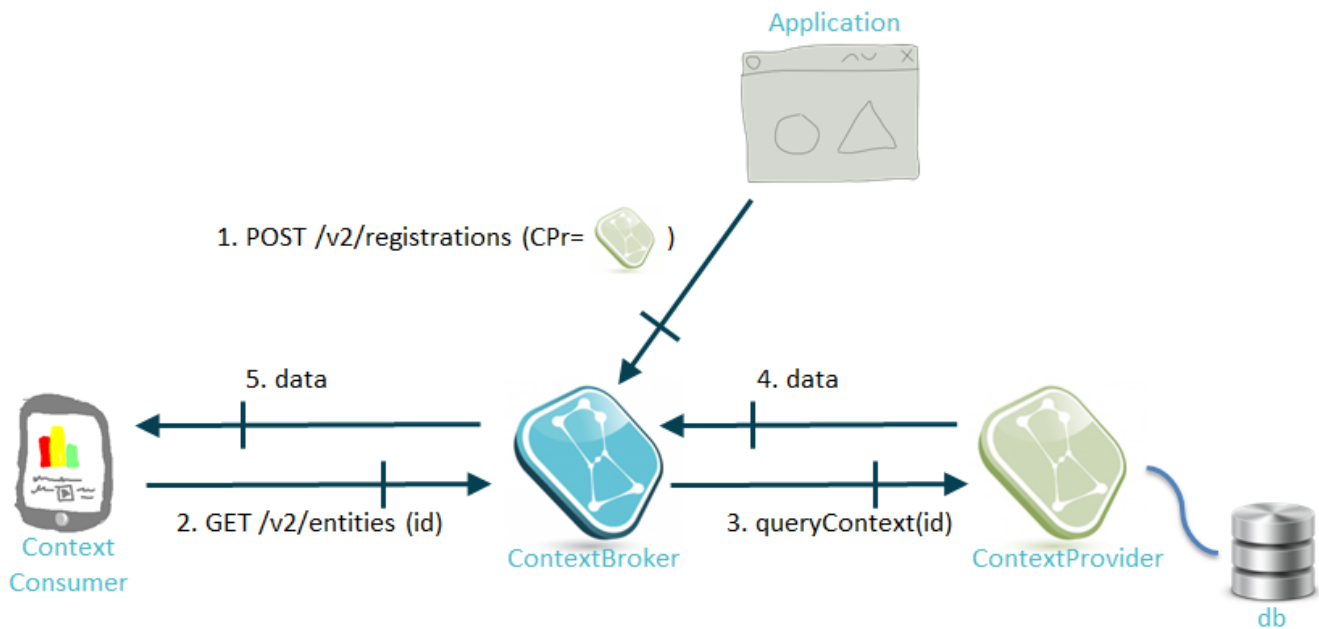 Application
1. POST /v2/registrations (CPr= )
5. data
4. data
2. GET /v2/entities (id)
3. queryContext(id)
Context
Consumer
ContextBroker
ContextProvider
db